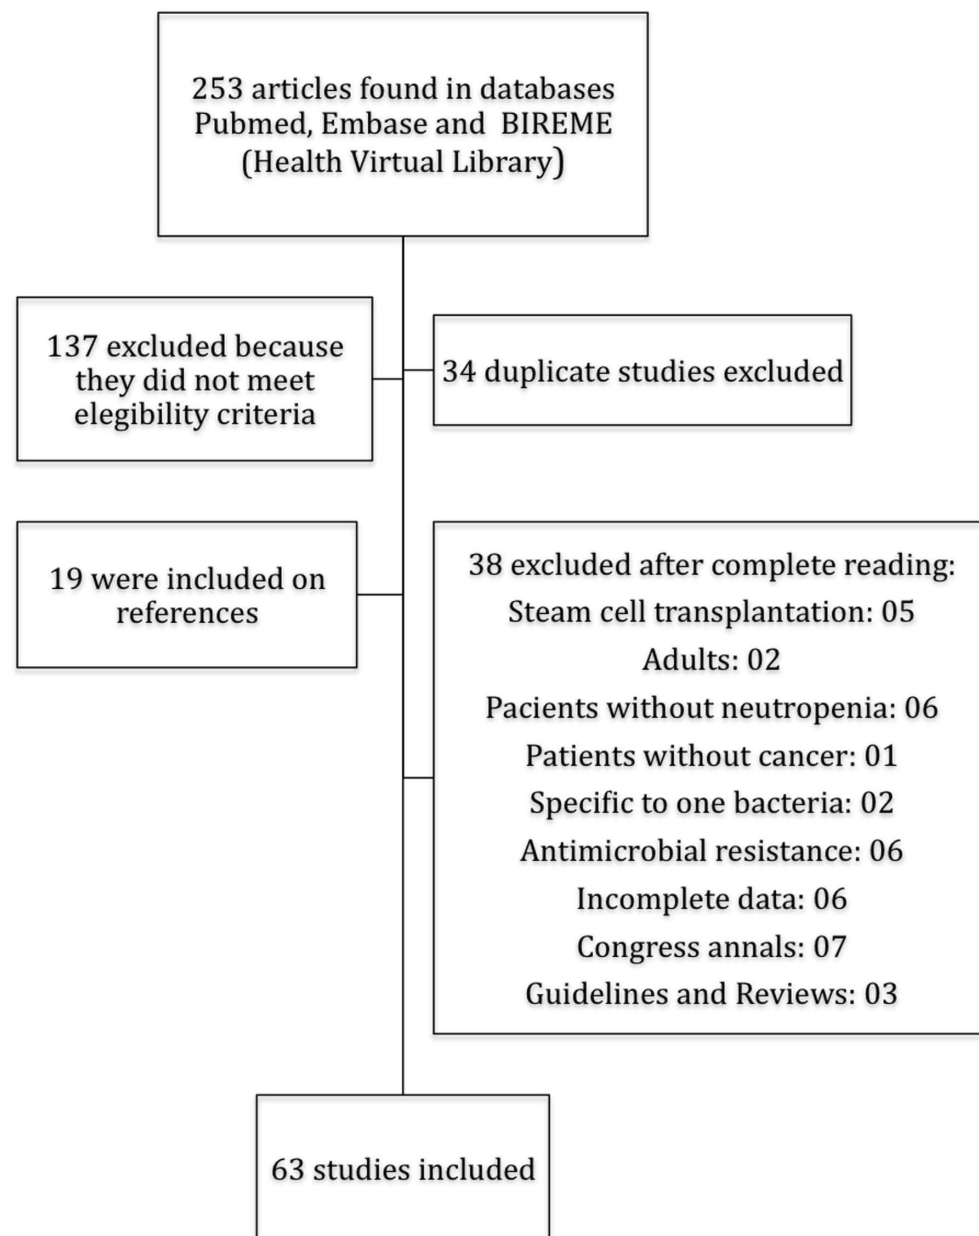 253 articles found in databases
Pubmed, Embase and BIREME
(Health Virtual Library)
137 excluded because
they did not meet
elegibility criteria
34 duplicate studies excluded
19 were included on
references
38 excluded after complete reading:
Steam cell transplantation: 05
Adults: 02
Pacients without neutropenia: 06
Patients without cancer: 01
Specific to one bacteria: 02
Antimicrobial resistance: 06
Incomplete data: 06
Congress annals: 07
Guidelines and Reviews: 03
63 studies included